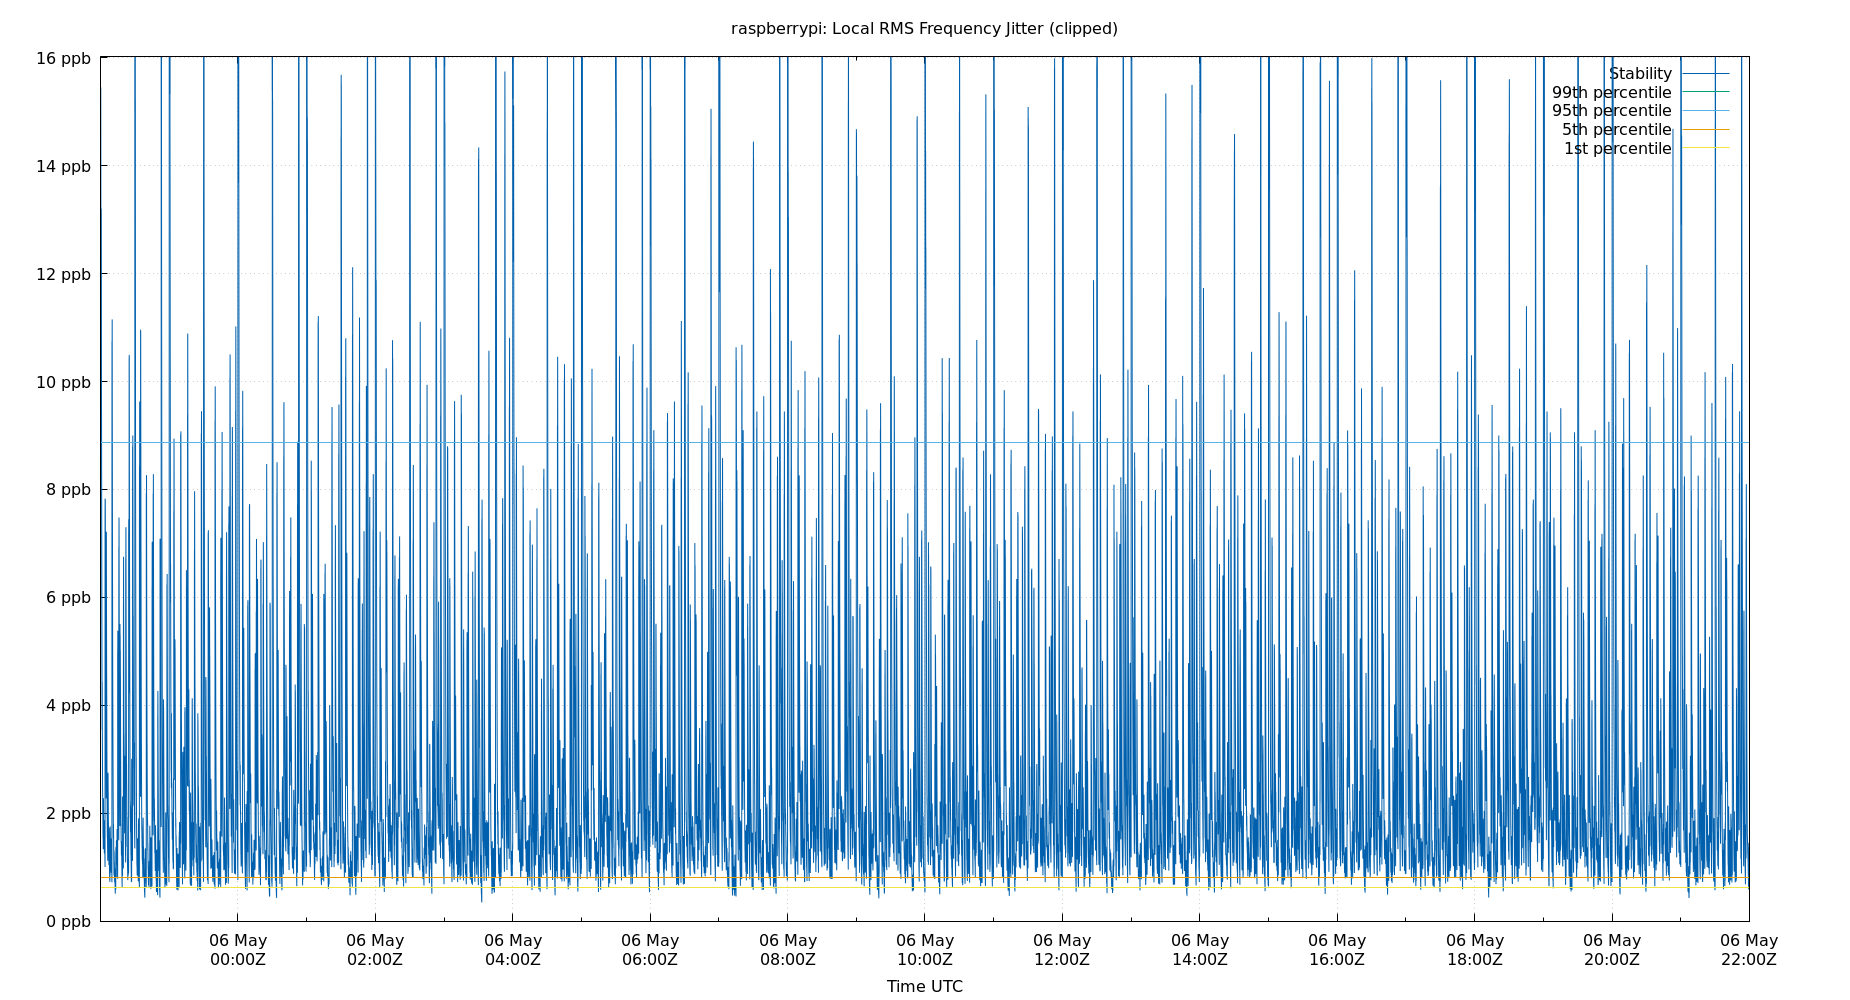 raspberrypi: Local RMS Frequency Jitter (clipped)
16 ppb
14 ppb
12 ppb
10 ppb
8 ppb
6 ppb
4 ppb
2 ppb
0 ppb
Stability
99th percentile
95th percentile
5th percentile
1st percentile
06 May 06 May 06 May 06 May 06 May 06 May 06 May 06 May 06 May 06 May 06 May 06 May
00:00Z 02:00Z 04:00Z 06:00Z 08:00Z 10:00Z 12:00Z 14:00Z 16:00Z 18:00Z 20:00Z 22:00Z
Time UTC